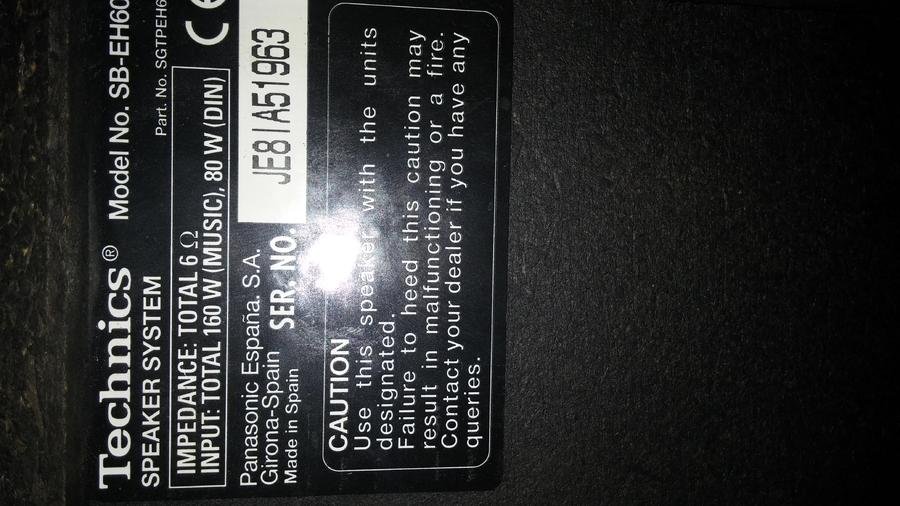 Technics® Model No. SB-EH60
SPEAKER SYSTEM Part. No. SGTPEH6
IMPEDANCE: TOTAL 6 Ω
INPUT: TOTAL 160 W (MUSIC), 80 W (DIN)
CE
Panasonic España. S.A.
Girona-Spain
Made in Spain
SER. NO. JE8IA51963
CAUTION
Use this speaker with the units
designated.
Failure to heed this caution may
result in malfunctioning or a fire.
Contact your dealer if you have any
queries.